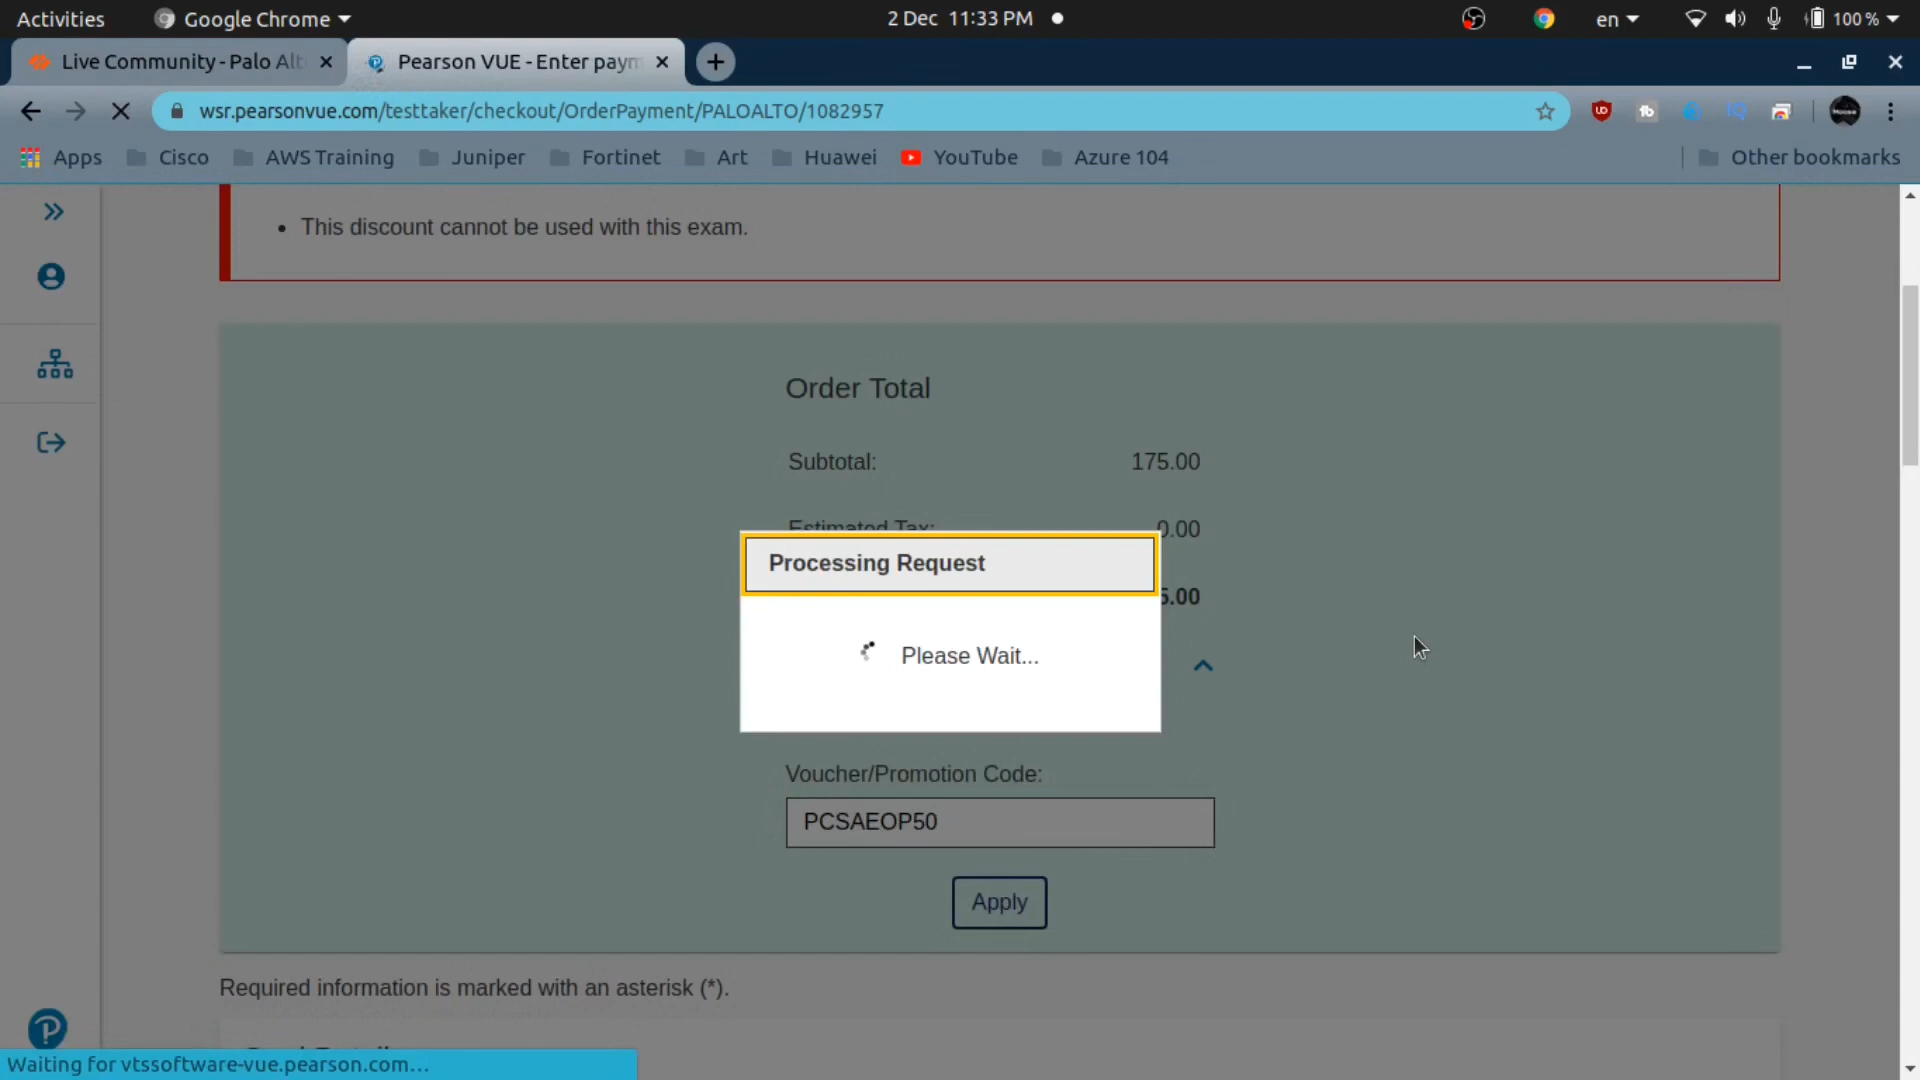 Activities
Google Chrome
2 Dec 11:33 PM
en
100 %
Live Community - Palo Alt
Pearson VUE - Enter paym
wsr.pearsonvue.com/testtaker/checkout/OrderPayment/PALOALTO/1082957
Apps
Cisco
AWS Training
Juniper
Fortinet
Art
Huawei
YouTube
Azure 104
Other bookmarks
• This discount cannot be used with this exam.
Order Total
Subtotal: 175.00
Estimated Tax: 0.00
5.00
Processing Request
Please Wait...
Voucher/Promotion Code:
PCSAEOP50
Apply
Required information is marked with an asterisk (*).
Waiting for vtssoftware-vue.pearson.com...